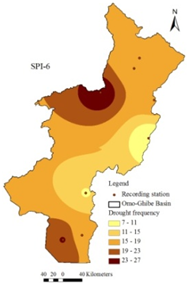 N
SPI-6
Legend
Recording station
Omo-Ghibe Basin
Drought frequency
7 - 11
11 - 15
15 - 19
19 - 23
23 - 27
40 20 0 40 Kilometers